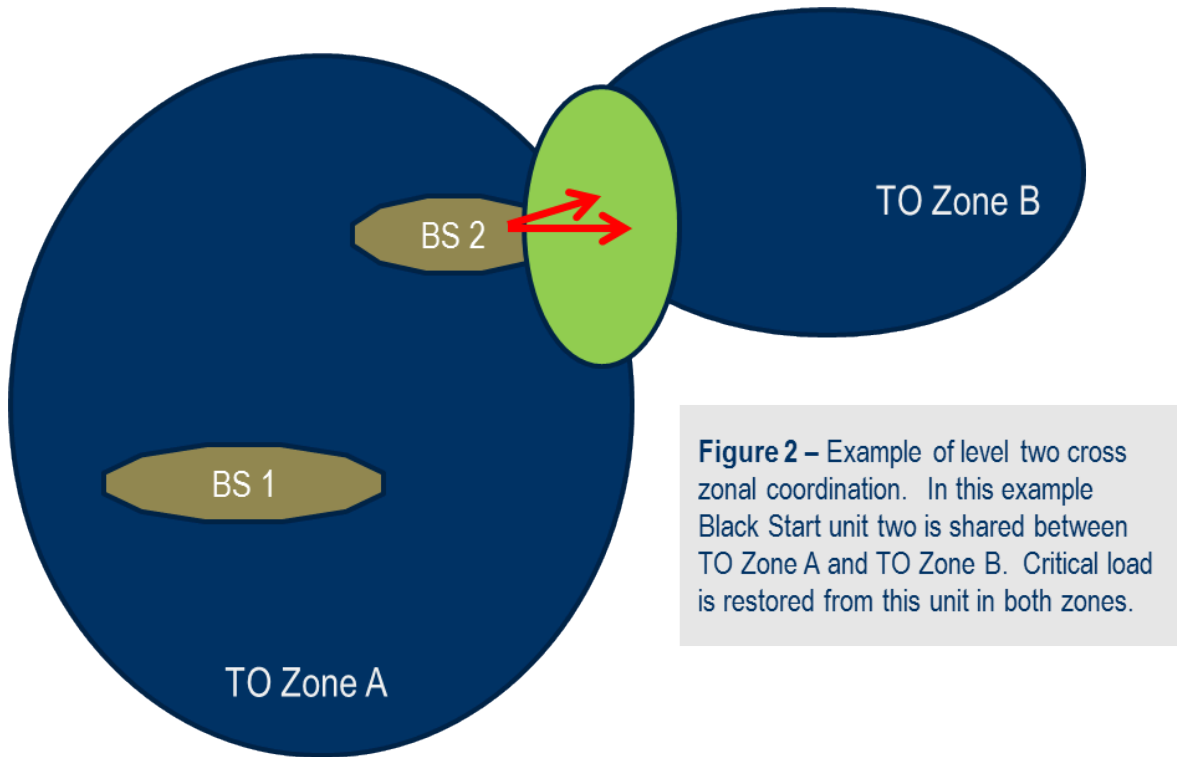 TO Zone B
BS 2
BS 1
TO Zone A
Figure 2 – Example of level two cross
zonal coordination. In this example
Black Start unit two is shared between
TO Zone A and TO Zone B. Critical load
is restored from this unit in both zones.